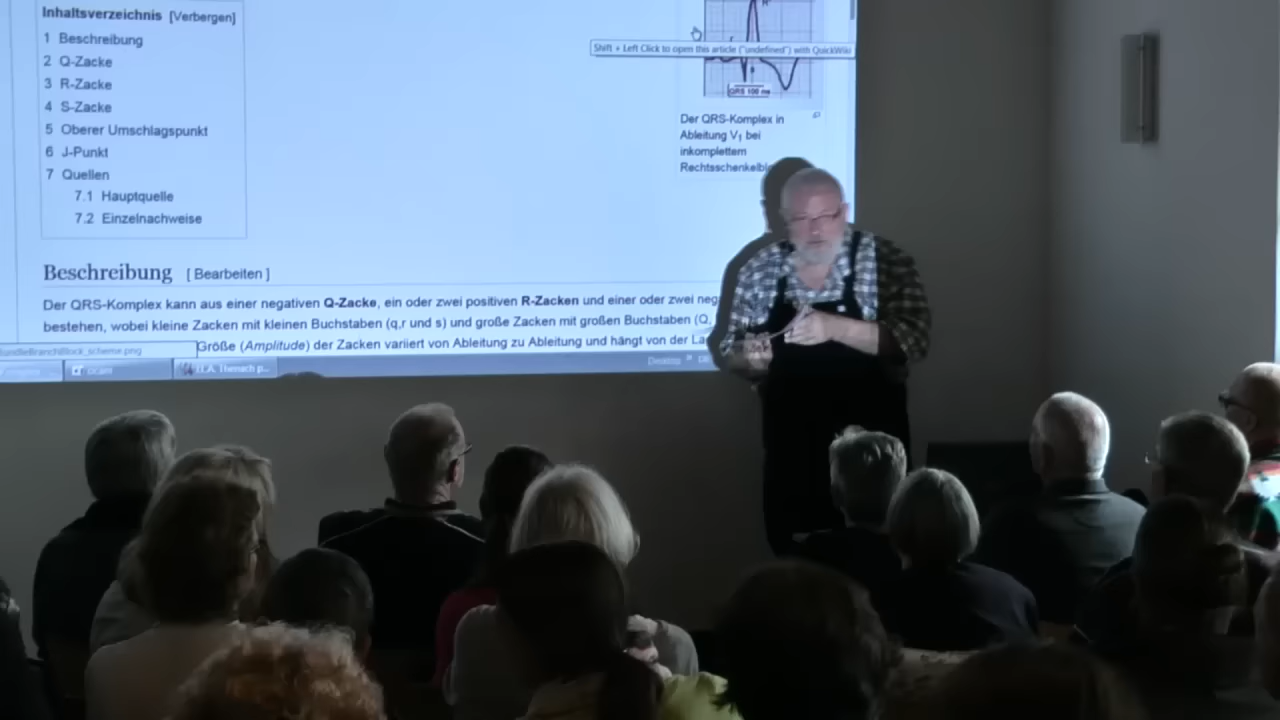 Inhaltsverzeichnis [Verbergen]
1 Beschreibung
2 Q-Zacke
3 R-Zacke
4 S-Zacke
5 Oberer Umschlagspunkt
6 J-Punkt
7 Quellen
7.1 Hauptquelle
7.2 Einzelnachweise
R
Shift + Left Click to open this article ("undefined") with QuickWiki
QRS 100 ms
Der QRS-Komplex in
Ableitung V1 bei
inkomplettem
Rechtsschenkelbl
Beschreibung [ Bearbeiten ]
Der QRS-Komplex kann aus einer negativen Q-Zacke, ein oder zwei positiven R-Zacken und einer oder zwei neg
bestehen, wobei kleine Zacken mit kleinen Buchstaben (q,r und s) und große Zacken mit großen Buchstaben (Q,
Größe (Amplitude) der Zacken variiert von Ableitung zu Ableitung und hängt von der La
undleBranchBlock_scheme.png
ocam
Desktop